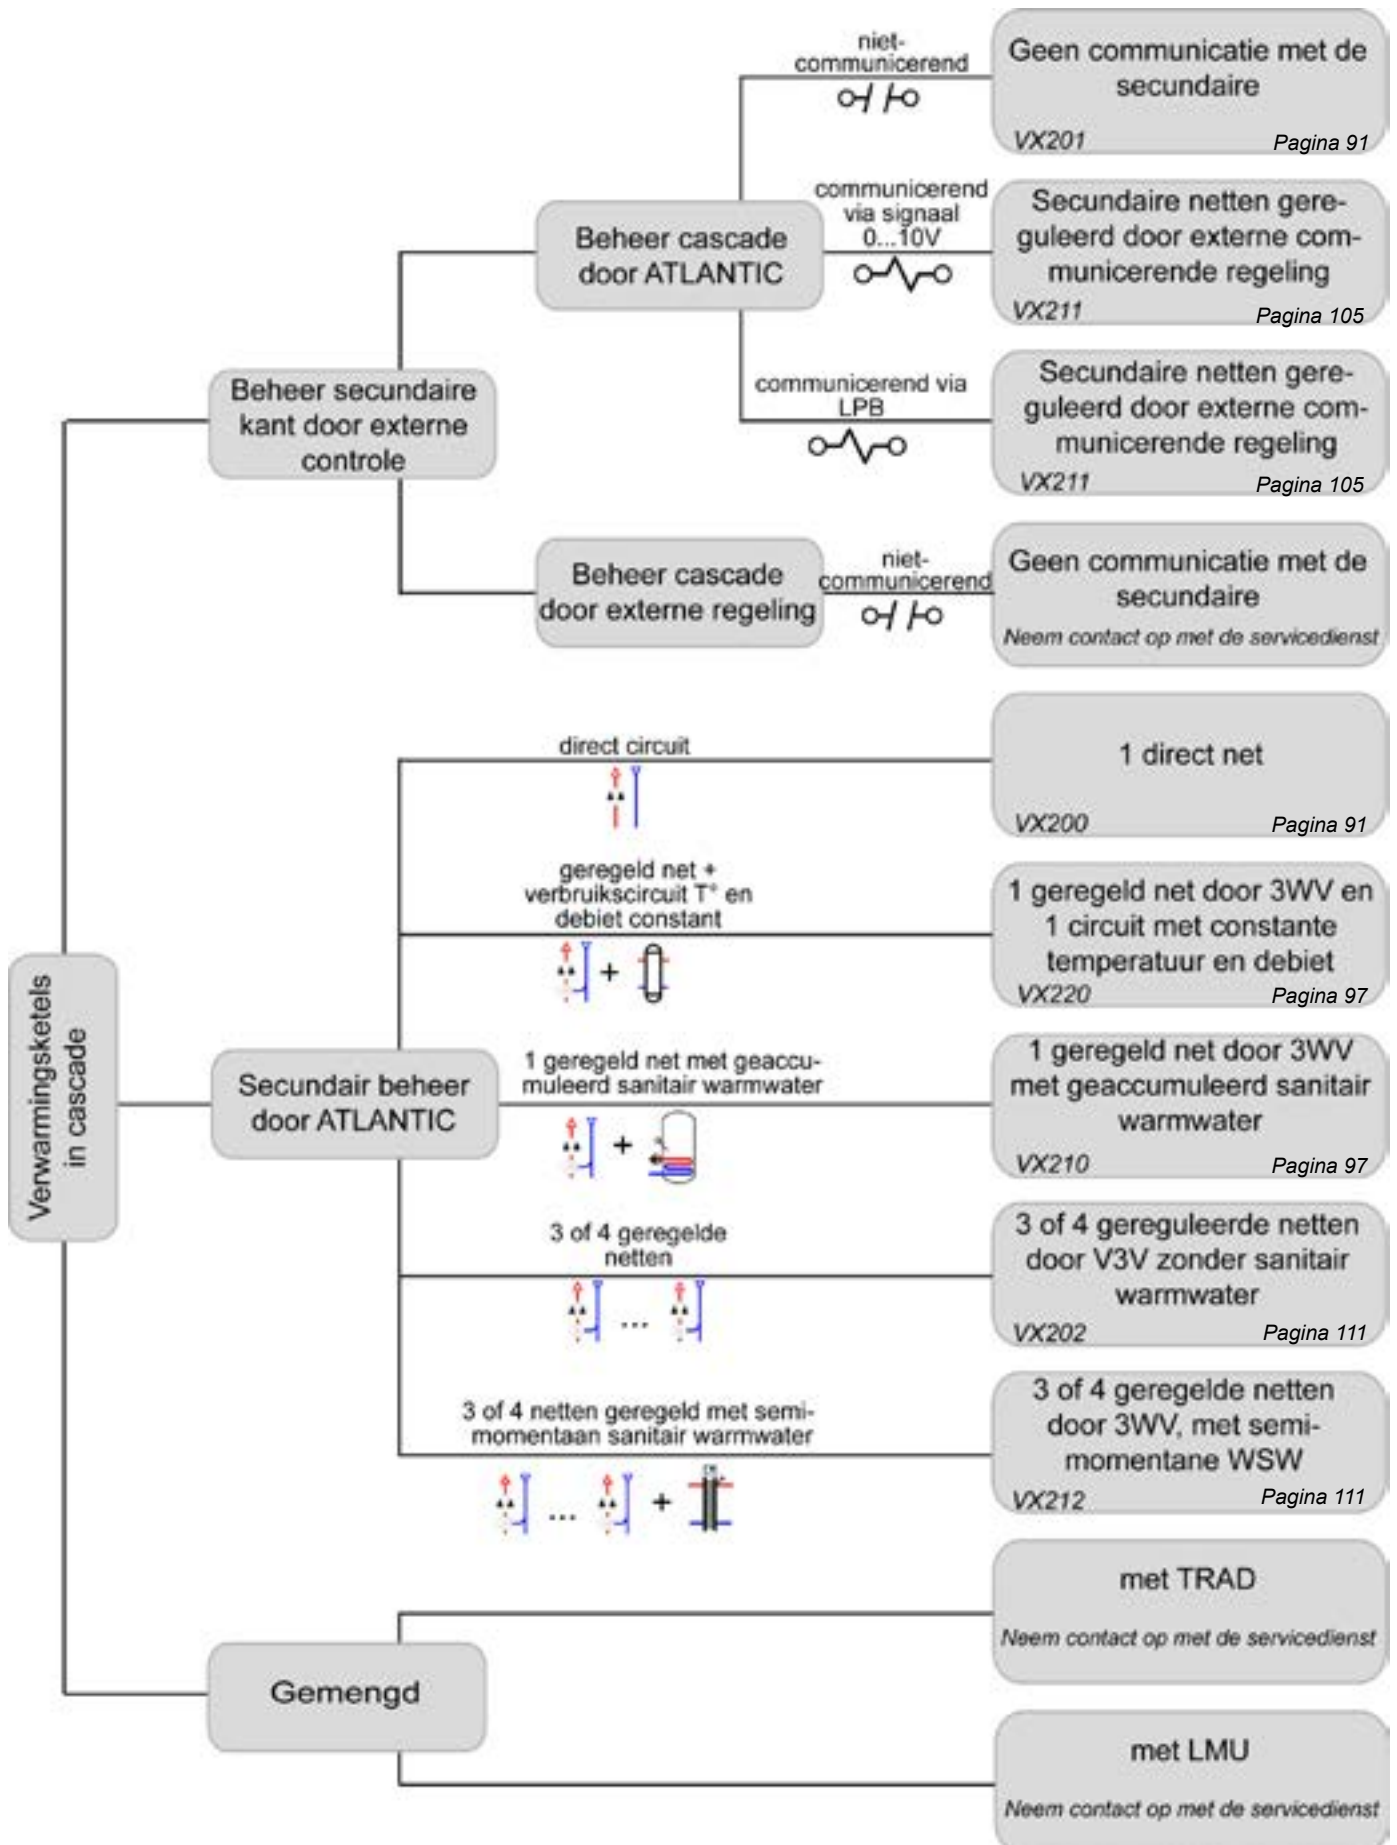 Verwarmingsketels
in cascade
Beheer secundaire
kant door externe
controle
Beheer cascade
door ATLANTIC
niet-
communicerend
Geen communicatie met de
secundaire
VX201 Pagina 91
communicerend
via signaal
0...10V
Secundaire netten gere-
guleerd door externe com-
municerende regeling
VX211 Pagina 105
communicerend via
LPB
Secundaire netten gere-
guleerd door externe com-
municerende regeling
VX211 Pagina 105
Beheer cascade
door externe regeling
niet-
communicerend
Geen communicatie met de
secundaire
Neem contact op met de servicedienst
Secundair beheer
door ATLANTIC
direct circuit
1 direct net
VX200 Pagina 91
geregeld net +
verbruikscircuit T° en
debiet constant
+
1 geregeld net door 3WV en
1 circuit met constante
temperatuur en debiet
VX220 Pagina 97
1 geregeld net met geaccu-
muleerd sanitair warmwater
+
1 geregeld net door 3WV
met geaccumuleerd sanitair
warmwater
VX210 Pagina 97
3 of 4 geregelde
netten
...
3 of 4 gereguleerde netten
door V3V zonder sanitair
warmwater
VX202 Pagina 111
3 of 4 netten geregeld met semi-
momentaan sanitair warmwater
... +
3 of 4 geregelde netten
door 3WV, met semi-
momentane WSW
VX212 Pagina 111
Gemengd
met TRAD
Neem contact op met de servicedienst
met LMU
Neem contact op met de servicedienst